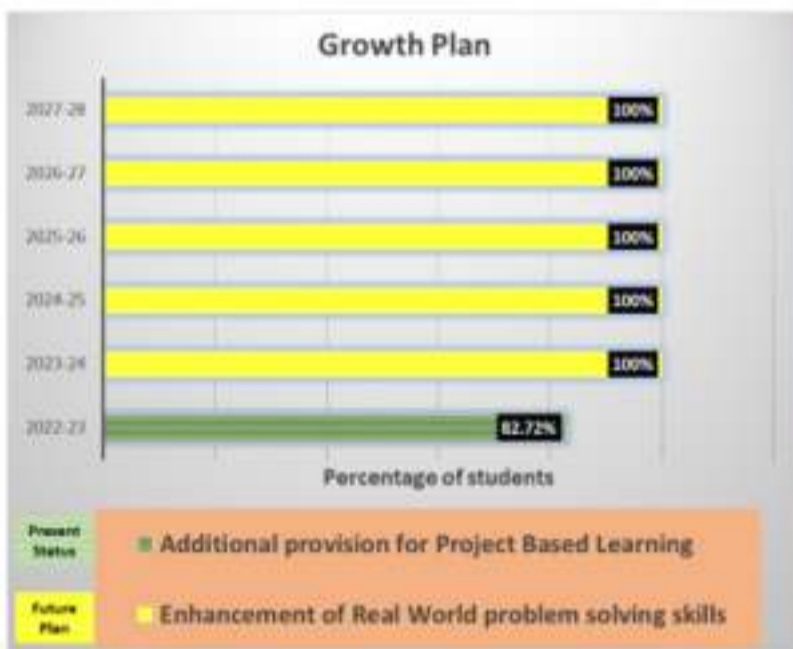 Growth Plan
2027-28
100%
2026-27
100%
2025-26
100%
2024-25
100%
2023-24
100%
2022-23
82.72%
Percentage of students
Present
Status
Additional provision for Project Based Learning
Future
Plan
Enhancement of Real World problem solving skills